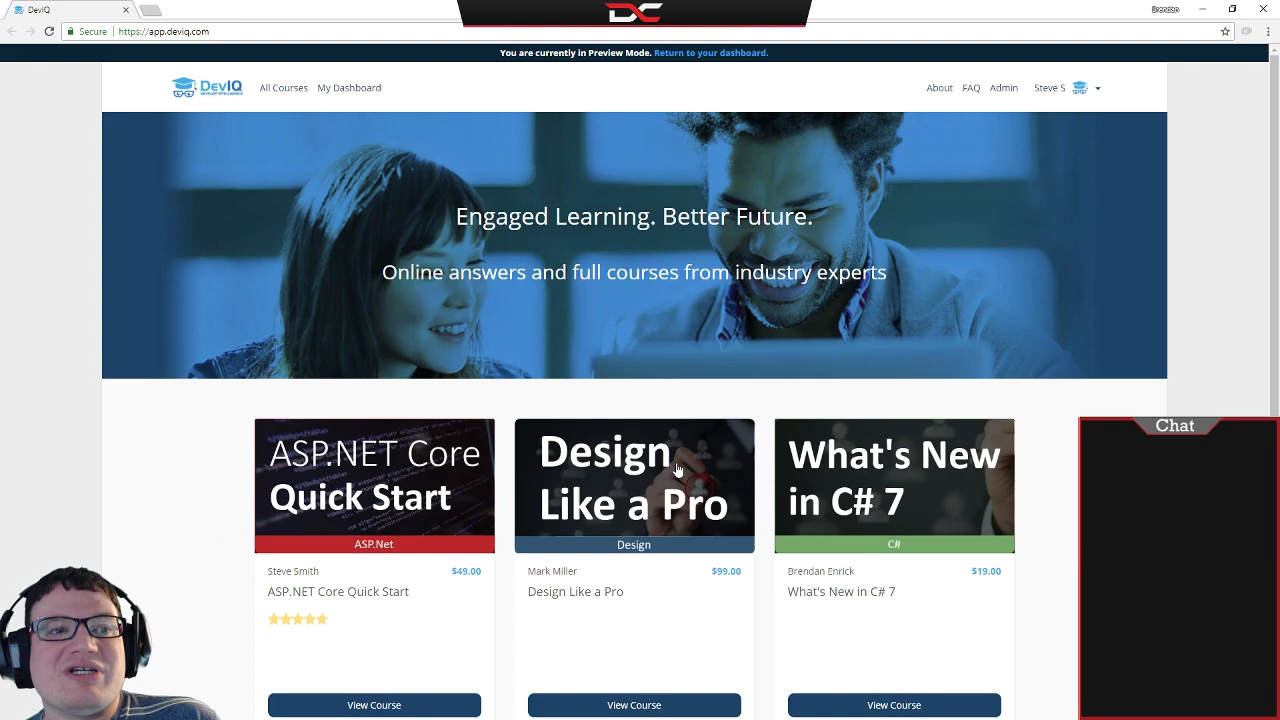 DevIQ
Brendan
Secure
https://app.deviq.com
You are currently in Preview Mode. Return to your dashboard.
DevIQ
DEVELOP INTELLIGENCE
All Courses
My Dashboard
About
FAQ
Admin
Steve S
Engaged Learning. Better Future.
Online answers and full courses from industry experts
ASP.NET Core
Quick Start
ASP.Net
Steve Smith
$49.00
ASP.NET Core Quick Start
View Course
Design
Like a Pro
Design
Mark Miller
$99.00
Design Like a Pro
View Course
What's New
in C# 7
C#
Brendan Enrick
$19.00
What's New in C# 7
View Course
Chat